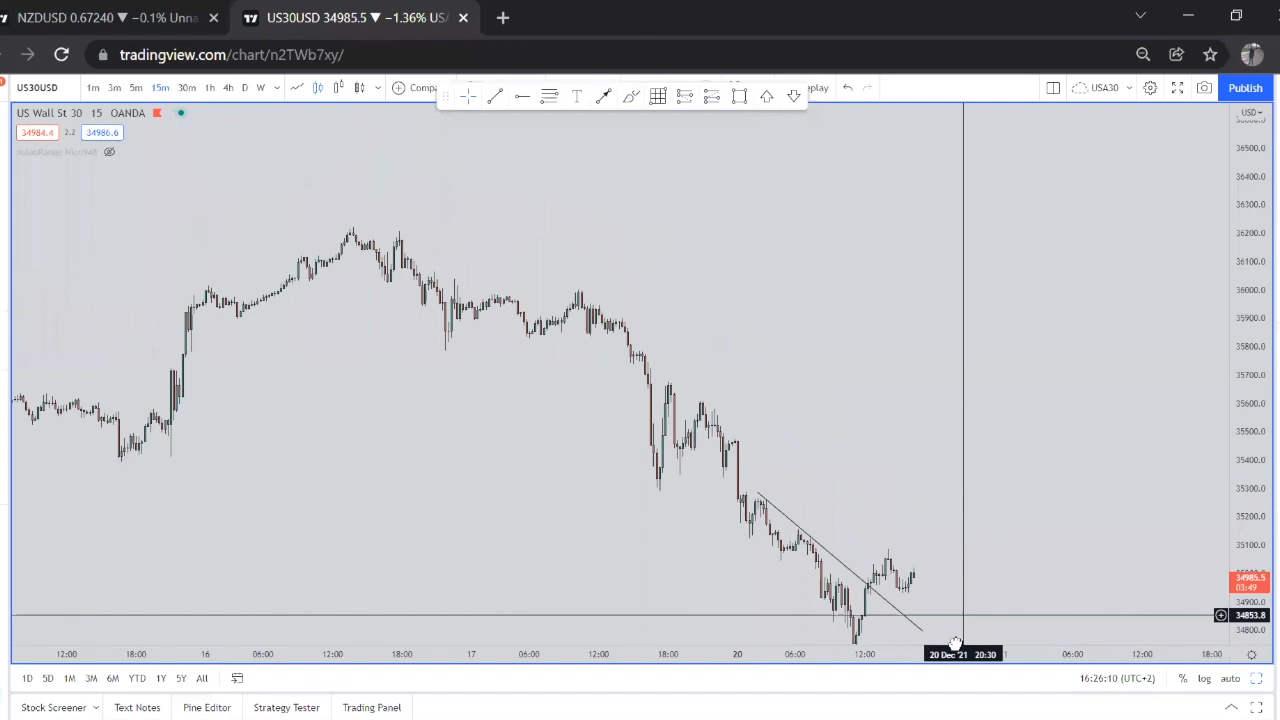 NZDUSD 0.67240 ▼ −0.1% Unna
US30USD 34985.5 ▼ −1.36% US
tradingview.com/chart/n2TWb7xy/
US30USD 1m 3m 5m 15m 30m 1h 4h D W Compa T play USA30 Publish
US Wall St 30 15 OANDA
USD
34984.4 2.2 34986.6
AsianRange Nico948
36500.0
36400.0
36300.0
36200.0
36100.0
36000.0
35900.0
35800.0
35700.0
35600.0
35500.0
35400.0
35300.0
35200.0
35100.0
34985.5
03:49
34900.0
34853.8
34800.0
12:00 18:00 16 06:00 12:00 18:00 17 06:00 12:00 18:00 20 06:00 12:00 20 Dec '21 20:30 06:00 12:00 18:00
1D 5D 1M 3M 6M YTD 1Y 5Y All 16:26:10 (UTC+2) % log auto
Stock Screener Text Notes Pine Editor Strategy Tester Trading Panel